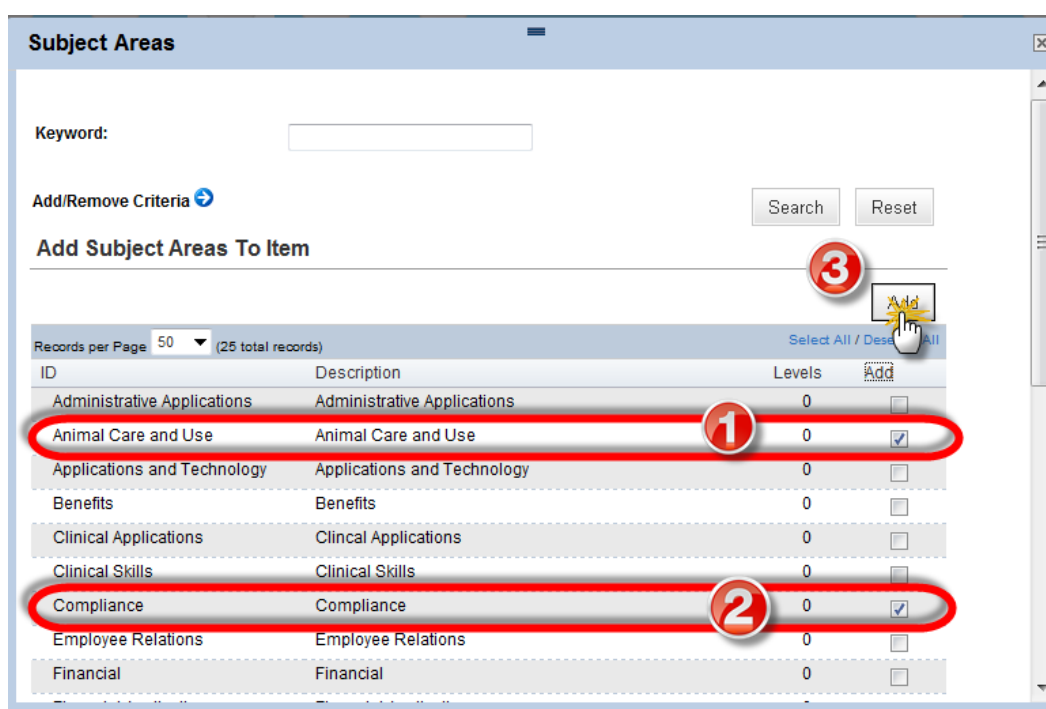 Subject Areas
Keyword:
Add/Remove Criteria
Search Reset
Add Subject Areas To Item
3
Add
Records per Page 50 (25 total records) Select All / All
ID Description Levels Add
Administrative Applications Administrative Applications 0
Animal Care and Use Animal Care and Use 1 0
Applications and Technology Applications and Technology 0
Benefits Benefits 0
Clinical Applications Clincal Applications 0
Clinical Skills Clinical Skills 0
Compliance Compliance 2 0
Employee Relations Employee Relations 0
Financial Financial 0